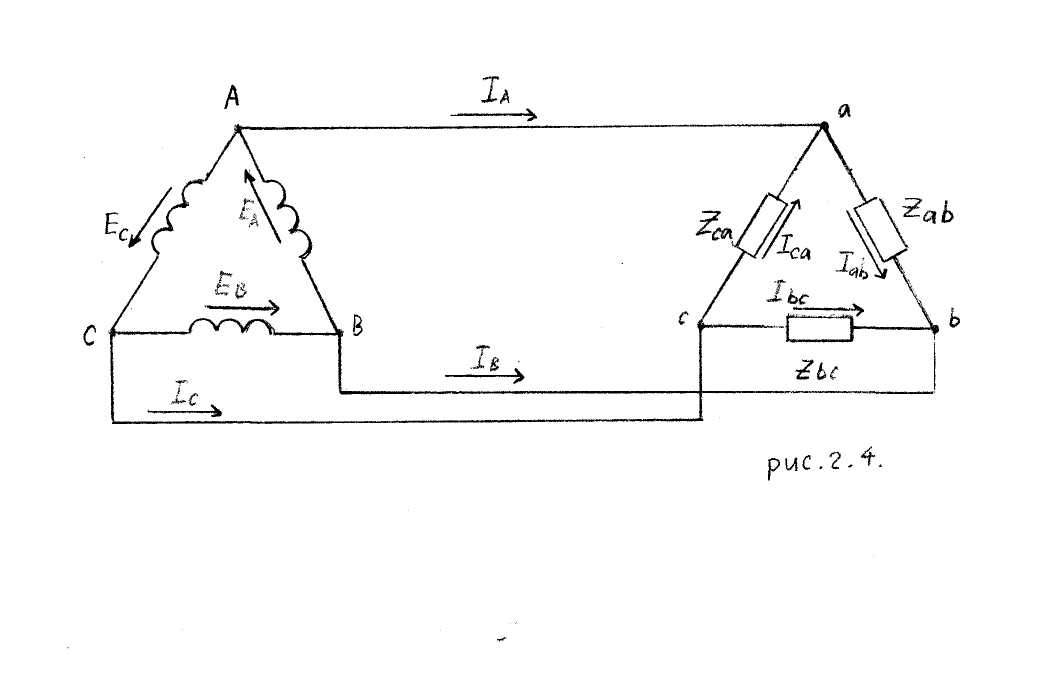 I_A
A
a
E_C
E_A
Z_ca
I_ca
Z_ab
I_ab
E_B
I_bc
C
B
c
b
I_B
Z_bc
I_C
рис.2.4.